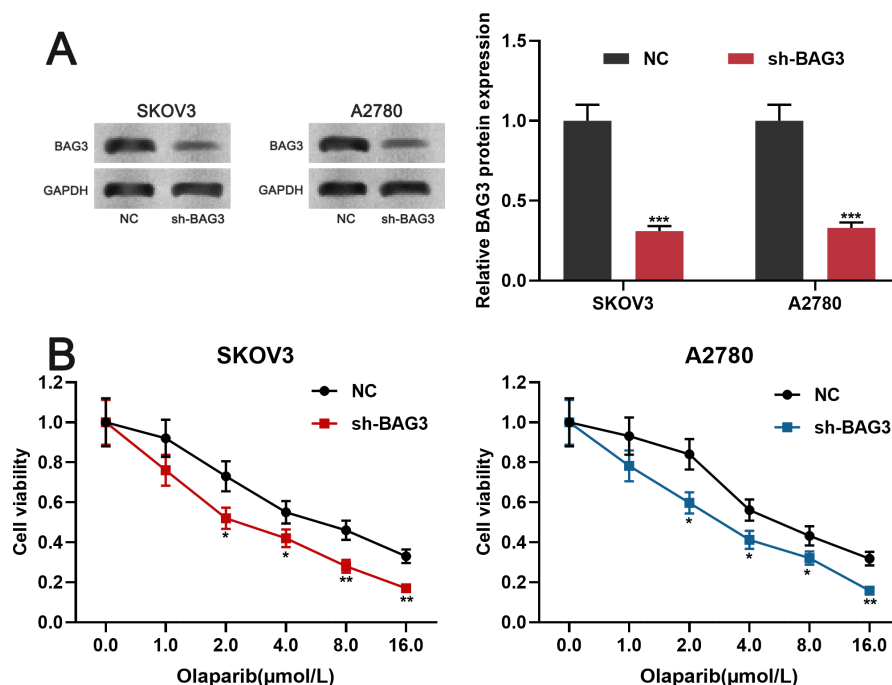 A
SKOV3
A2780
BAG3
BAG3
GAPDH
GAPDH
NC
sh-BAG3
NC
sh-BAG3
NC
sh-BAG3
Relative BAG3 protein expression
1.5
1.0
0.5
0.0
***
***
SKOV3
A2780
B
SKOV3
NC
sh-BAG3
Cell viability
1.2
1.0
0.8
0.6
0.4
0.2
0.0
*
*
**
**
0.0 1.0 2.0 4.0 8.0 16.0
Olaparib(μmol/L)
A2780
NC
sh-BAG3
Cell viability
1.2
1.0
0.8
0.6
0.4
0.2
0.0
*
*
*
**
0.0 1.0 2.0 4.0 8.0 16.0
Olaparib(μmol/L)